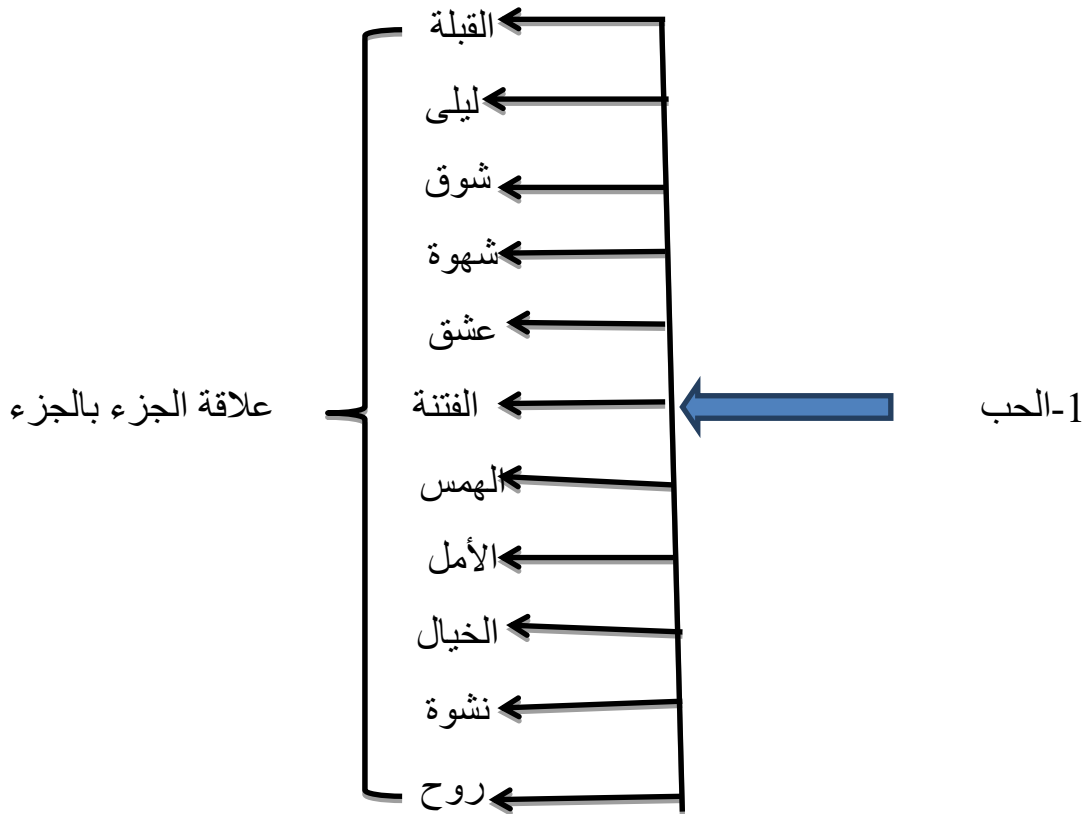 1-الحب
القبلة
ليلى
شوق
شهوة
عشق
الفتنة
الهمس
الأمل
الخيال
نشوة
روح
علاقة الجزء بالجزء